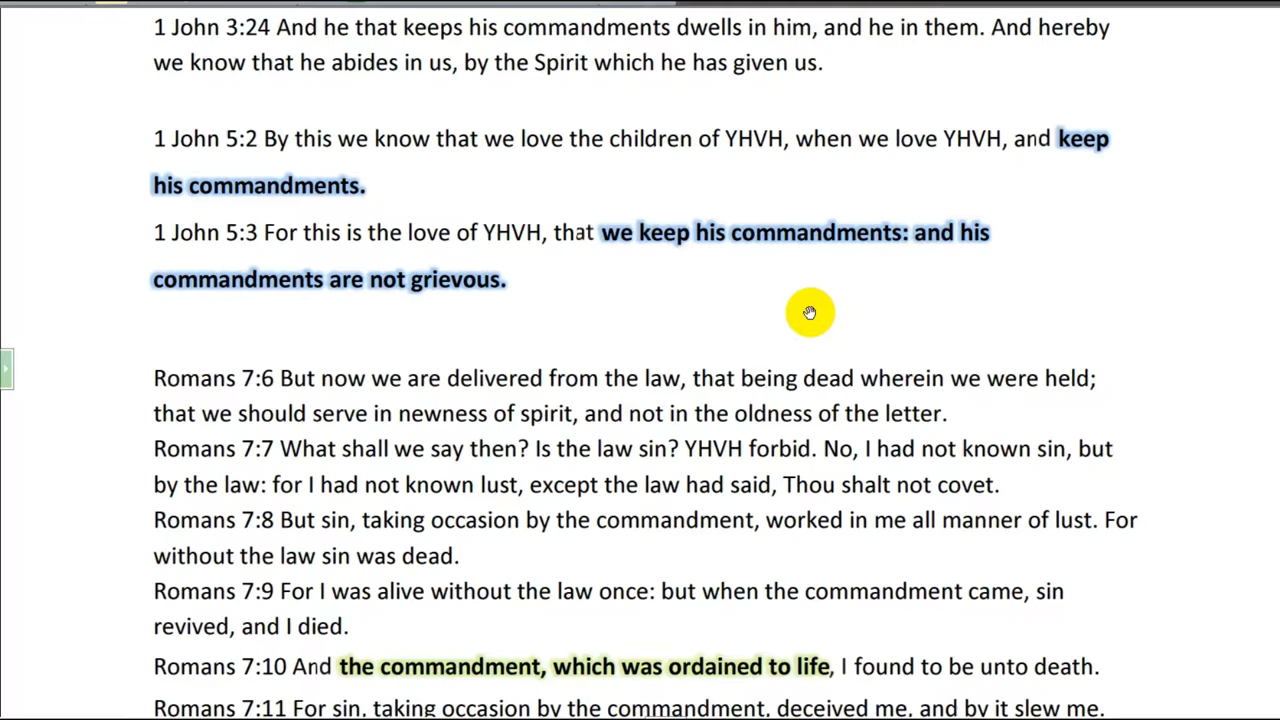 1 John 3:24 And he that keeps his commandments dwells in him, and he in them. And hereby
we know that he abides in us, by the Spirit which he has given us.
1 John 5:2 By this we know that we love the children of YHVH, when we love YHVH, and keep
his commandments.
1 John 5:3 For this is the love of YHVH, that we keep his commandments: and his
commandments are not grievous.
Romans 7:6 But now we are delivered from the law, that being dead wherein we were held;
that we should serve in newness of spirit, and not in the oldness of the letter.
Romans 7:7 What shall we say then? Is the law sin? YHVH forbid. No, I had not known sin, but
by the law: for I had not known lust, except the law had said, Thou shalt not covet.
Romans 7:8 But sin, taking occasion by the commandment, worked in me all manner of lust. For
without the law sin was dead.
Romans 7:9 For I was alive without the law once: but when the commandment came, sin
revived, and I died.
Romans 7:10 And the commandment, which was ordained to life, I found to be unto death.
Romans 7:11 For sin, taking occasion by the commandment, deceived me, and by it slew me.